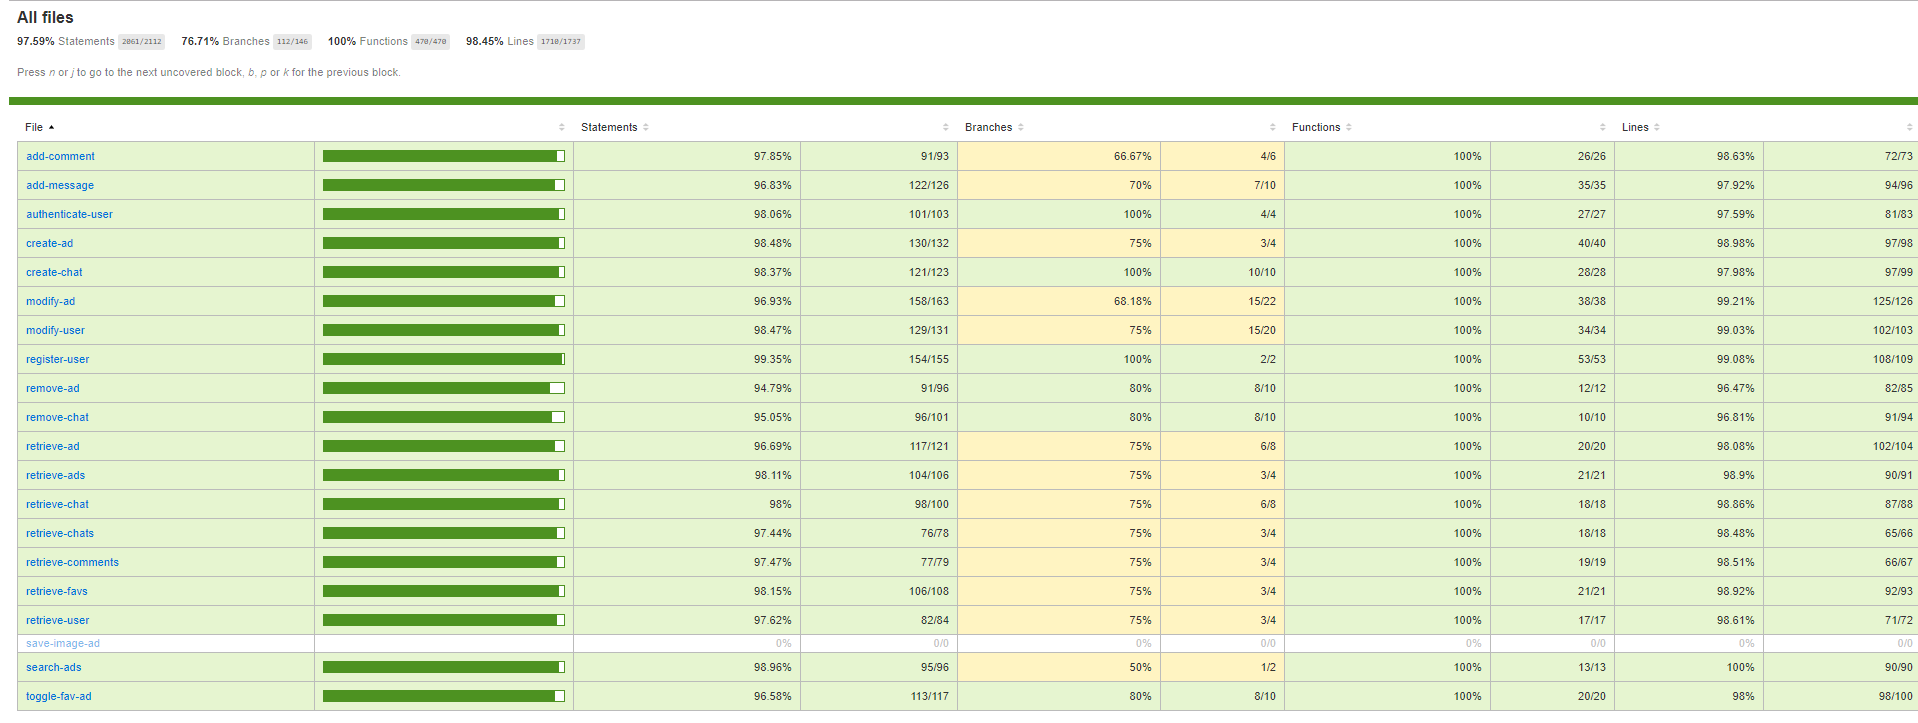 All files
97.59% Statements 2061/2112 76.71% Branches 112/146 100% Functions 470/470 98.45% Lines 1710/1737
Press n or j to go to the next uncovered block, b, p or k for the previous block.
File Statements Branches Functions Lines
add-comment 97.85% 91/93 66.67% 4/6 100% 26/26 98.63% 72/73
add-message 96.83% 122/126 70% 7/10 100% 35/35 97.92% 94/96
authenticate-user 98.06% 101/103 100% 4/4 100% 27/27 97.59% 81/83
create-ad 98.48% 130/132 75% 3/4 100% 40/40 98.98% 97/98
create-chat 98.37% 121/123 100% 10/10 100% 28/28 97.98% 97/99
modify-ad 96.93% 158/163 68.18% 15/22 100% 38/38 99.21% 125/126
modify-user 98.47% 129/131 75% 15/20 100% 34/34 99.03% 102/103
register-user 99.35% 154/155 100% 2/2 100% 53/53 99.08% 108/109
remove-ad 94.79% 91/96 80% 8/10 100% 12/12 96.47% 82/85
remove-chat 95.05% 96/101 80% 8/10 100% 10/10 96.81% 91/94
retrieve-ad 96.69% 117/121 75% 6/8 100% 20/20 98.08% 102/104
retrieve-ads 98.11% 104/106 75% 3/4 100% 21/21 98.9% 90/91
retrieve-chat 98% 98/100 75% 6/8 100% 18/18 98.86% 87/88
retrieve-chats 97.44% 76/78 75% 3/4 100% 18/18 98.48% 65/66
retrieve-comments 97.47% 77/79 75% 3/4 100% 19/19 98.51% 66/67
retrieve-favs 98.15% 106/108 75% 3/4 100% 21/21 98.92% 92/93
retrieve-user 97.62% 82/84 75% 3/4 100% 17/17 98.61% 71/72
save-image-ad 0% 0/0 0% 0/0 0% 0/0 0% 0/0
search-ads 98.96% 95/96 50% 1/2 100% 13/13 100% 90/90
toggle-fav-ad 96.58% 113/117 80% 8/10 100% 20/20 98% 98/100